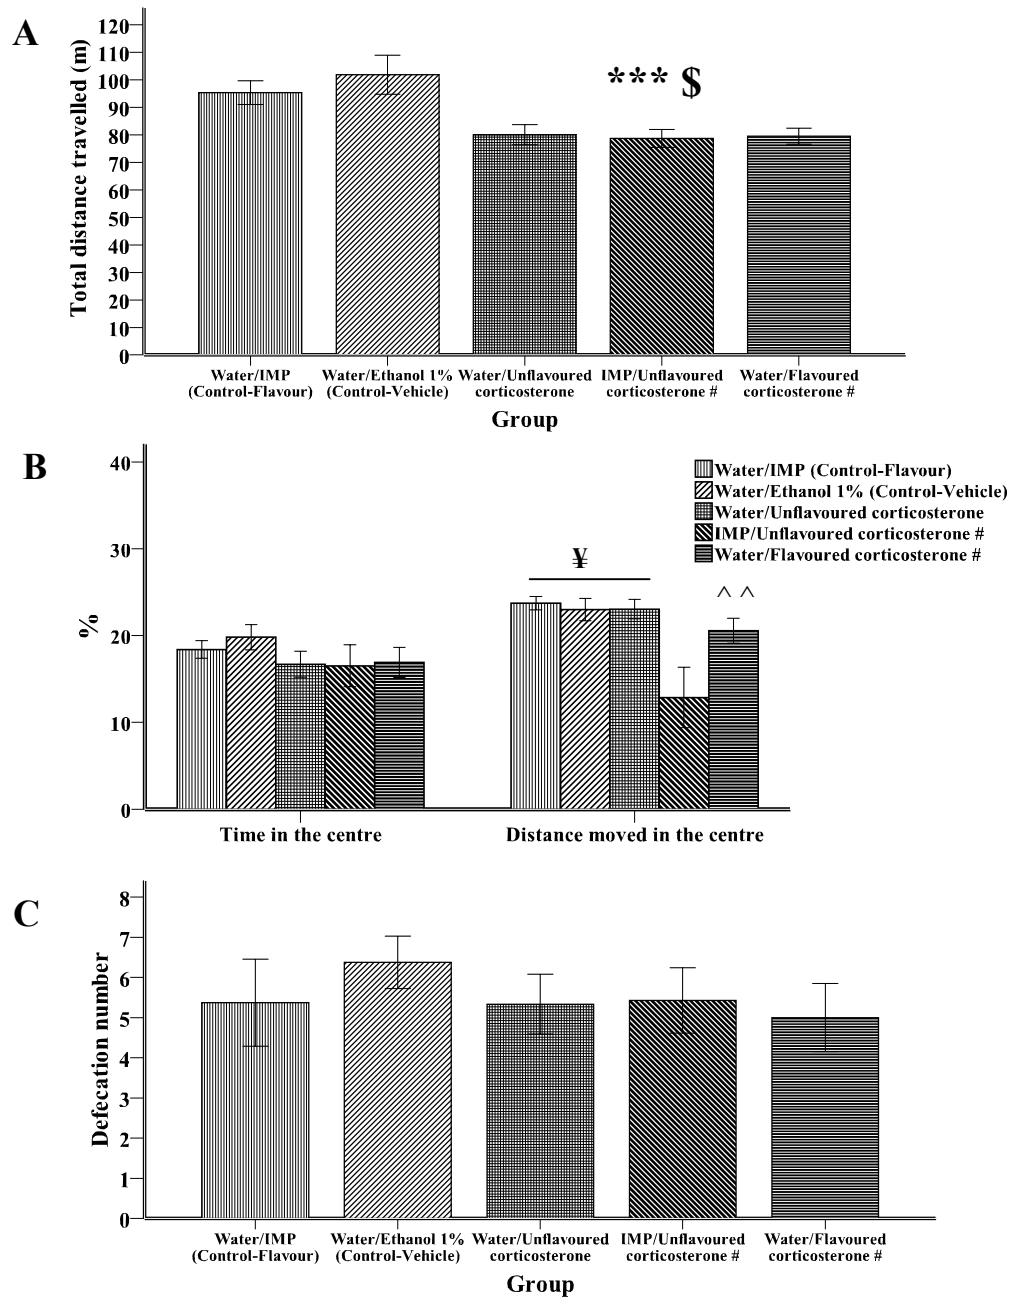 A
Total distance travelled (m)
120
110
100
90
80
70
60
50
40
30
20
10
0
*** $
Water/IMP Water/Ethanol 1% Water/Unflavoured IMP/Unflavoured Water/Flavoured
(Control-Flavour) (Control-Vehicle) corticosterone corticosterone # corticosterone #
Group
B
%
40
30
20
10
0
Water/IMP (Control-Flavour)
Water/Ethanol 1% (Control-Vehicle)
Water/Unflavoured corticosterone
IMP/Unflavoured corticosterone #
Water/Flavoured corticosterone #
¥
^ ^
Time in the centre Distance moved in the centre
C
Defecation number
8
7
6
5
4
3
2
1
0
Water/IMP Water/Ethanol 1% Water/Unflavoured IMP/Unflavoured Water/Flavoured
(Control-Flavour) (Control-Vehicle) corticosterone corticosterone # corticosterone #
Group